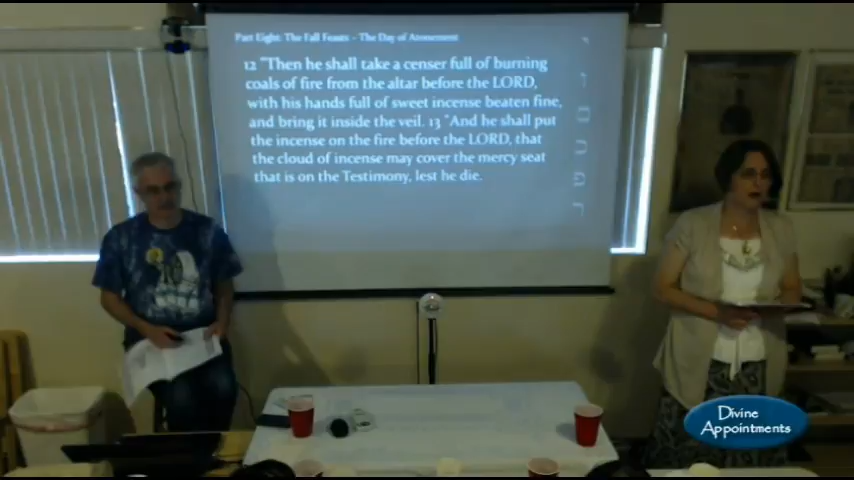 Part Eight: The Fall Feasts - The Day of Atonement
12 "Then he shall take a censer full of burning
coals of fire from the altar before the LORD,
with his hands full of sweet incense beaten fine,
and bring it inside the veil. 13 "And he shall put
the incense on the fire before the LORD, that
the cloud of incense may cover the mercy seat
that is on the Testimony, lest he die.
Divine
Appointments